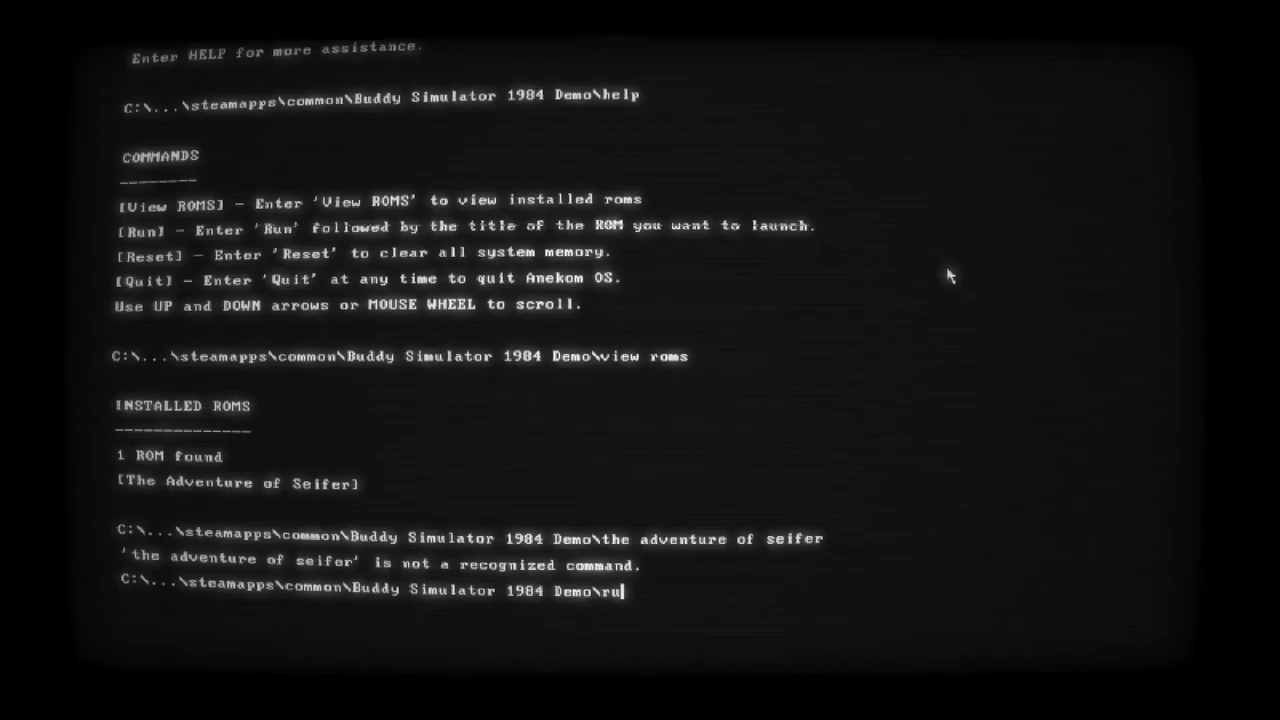 Enter HELP for more assistance.
C:\...\steamapps\common\Buddy Simulator 1984 Demo\help
COMMANDS
--------
[View ROMS] - Enter 'View ROMS' to view installed roms
[Run] - Enter 'Run' followed by the title of the ROM you want to launch.
[Reset] - Enter 'Reset' to clear all system memory.
[Quit] - Enter 'Quit' at any time to quit Anekom OS.
Use UP and DOWN arrows or MOUSE WHEEL to scroll.
C:\...\steamapps\common\Buddy Simulator 1984 Demo\view roms
INSTALLED ROMS
--------------
1 ROM found
[The Adventure of Seifer]
C:\...\steamapps\common\Buddy Simulator 1984 Demo\the adventure of seifer
'the adventure of seifer' is not a recognized command.
C:\...\steamapps\common\Buddy Simulator 1984 Demo\ru